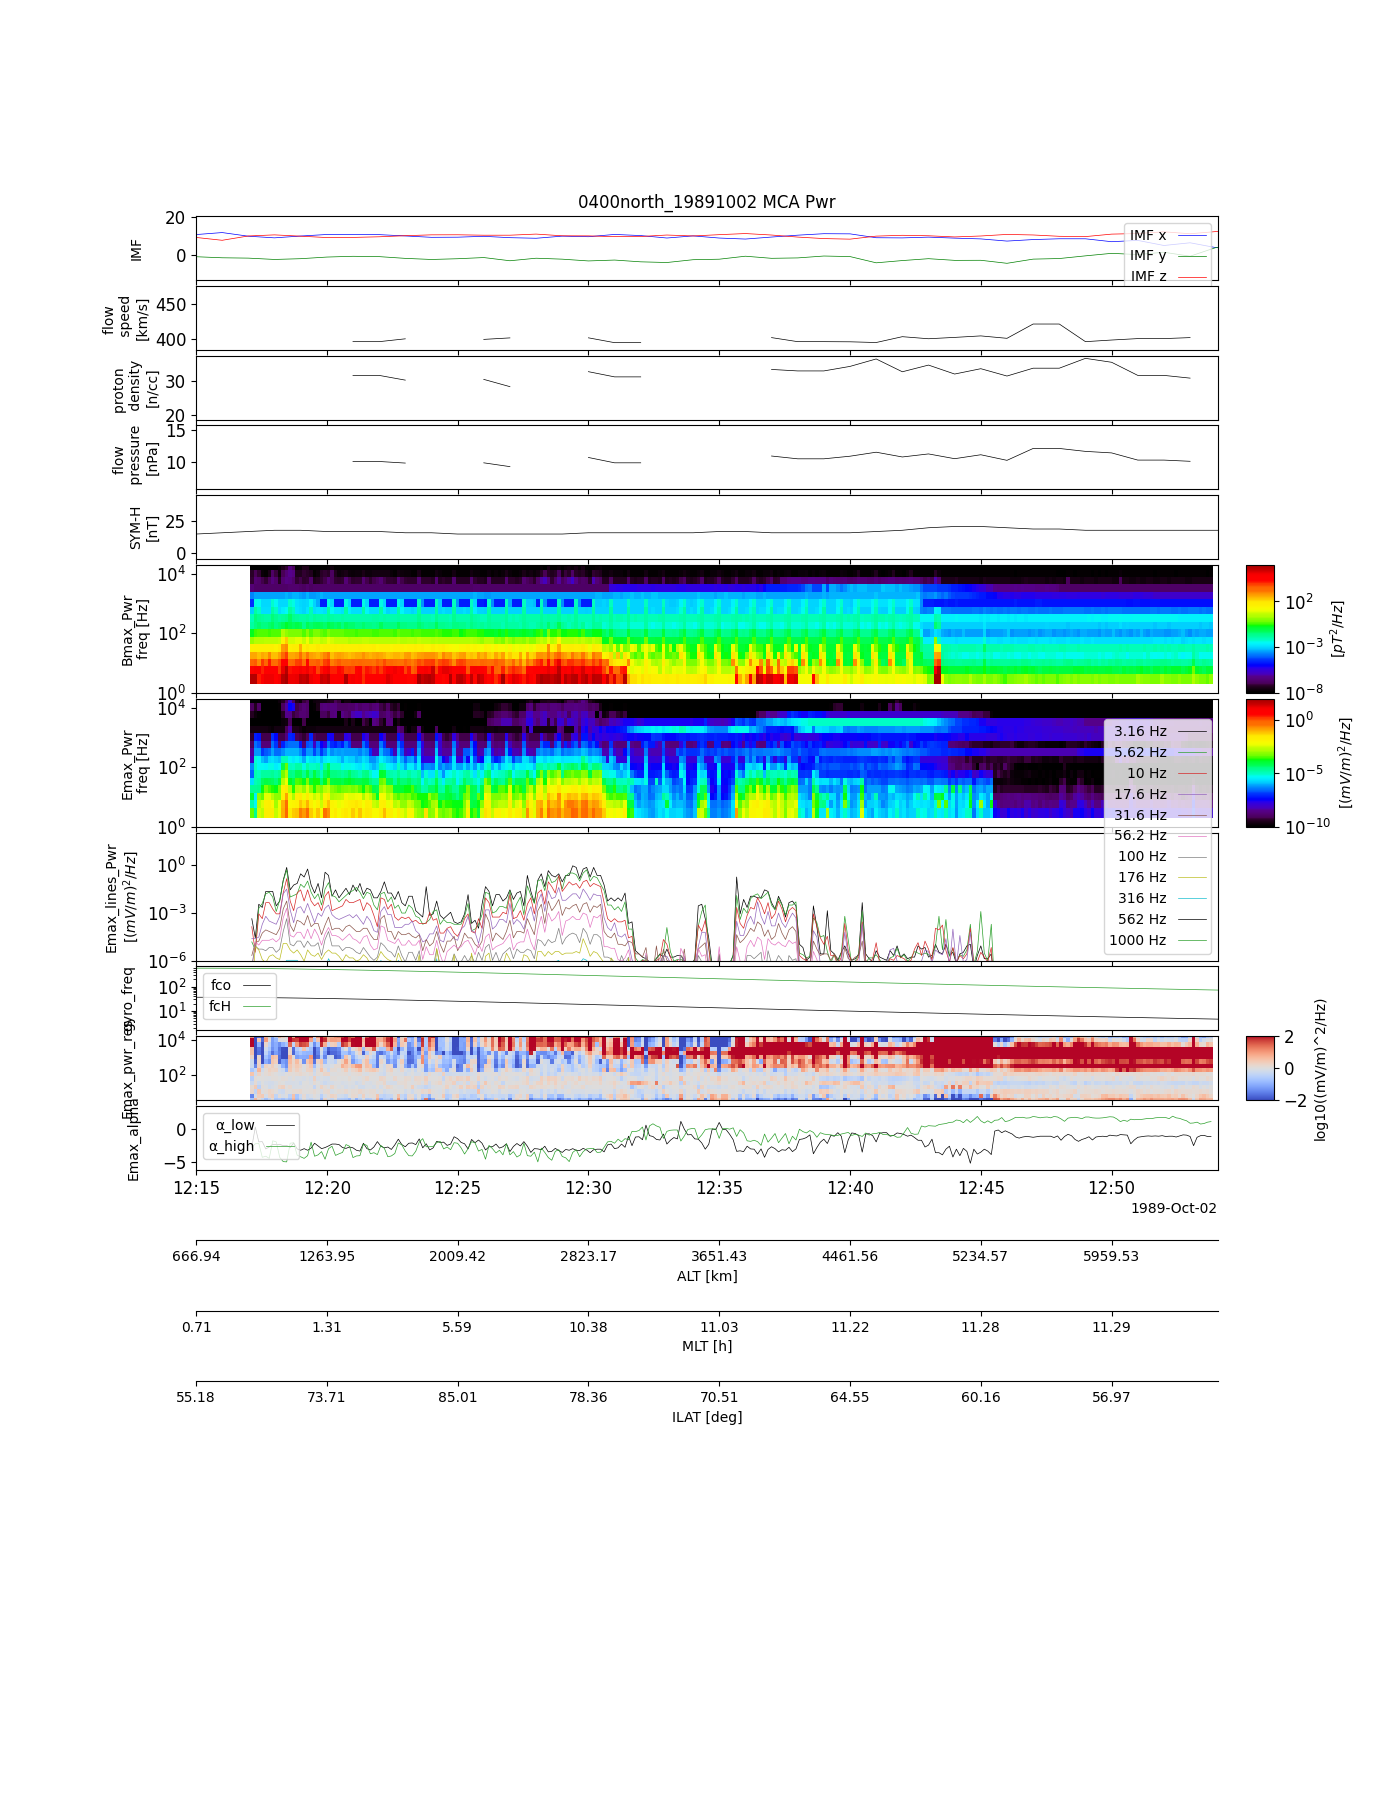 0400north_19891002 MCA Pwr
20
0
IMF
IMF x
IMF y
IMF z
450
400
flow
speed
[km/s]
30
20
proton
density
[n/cc]
15
10
flow
pressure
[nPa]
25
0
SYM-H
[nT]
10^4
10^2
10^0
Bmax_Pwr
freq [Hz]
10^2
10^-3
10^-8
[pT^2/Hz]
10^4
10^2
10^0
Emax_Pwr
freq [Hz]
10^0
10^-5
10^-10
[(mV/m)^2/Hz]
3.16 Hz
5.62 Hz
10 Hz
17.6 Hz
31.6 Hz
56.2 Hz
100 Hz
176 Hz
316 Hz
562 Hz
1000 Hz
10^0
10^-3
10^-6
Emax_lines_Pwr
[(mV/m)^2/Hz]
10^2
10^1
gyro_freq
fco
fcH
10^4
10^2
Emax_pwr_res
2
0
−2
log10((mV/m)^2/Hz)
0
−5
Emax_alpha
α_low
α_high
12:15 12:20 12:25 12:30 12:35 12:40 12:45 12:50
1989-Oct-02
666.94 1263.95 2009.42 2823.17 3651.43 4461.56 5234.57 5959.53
ALT [km]
0.71 1.31 5.59 10.38 11.03 11.22 11.28 11.29
MLT [h]
55.18 73.71 85.01 78.36 70.51 64.55 60.16 56.97
ILAT [deg]